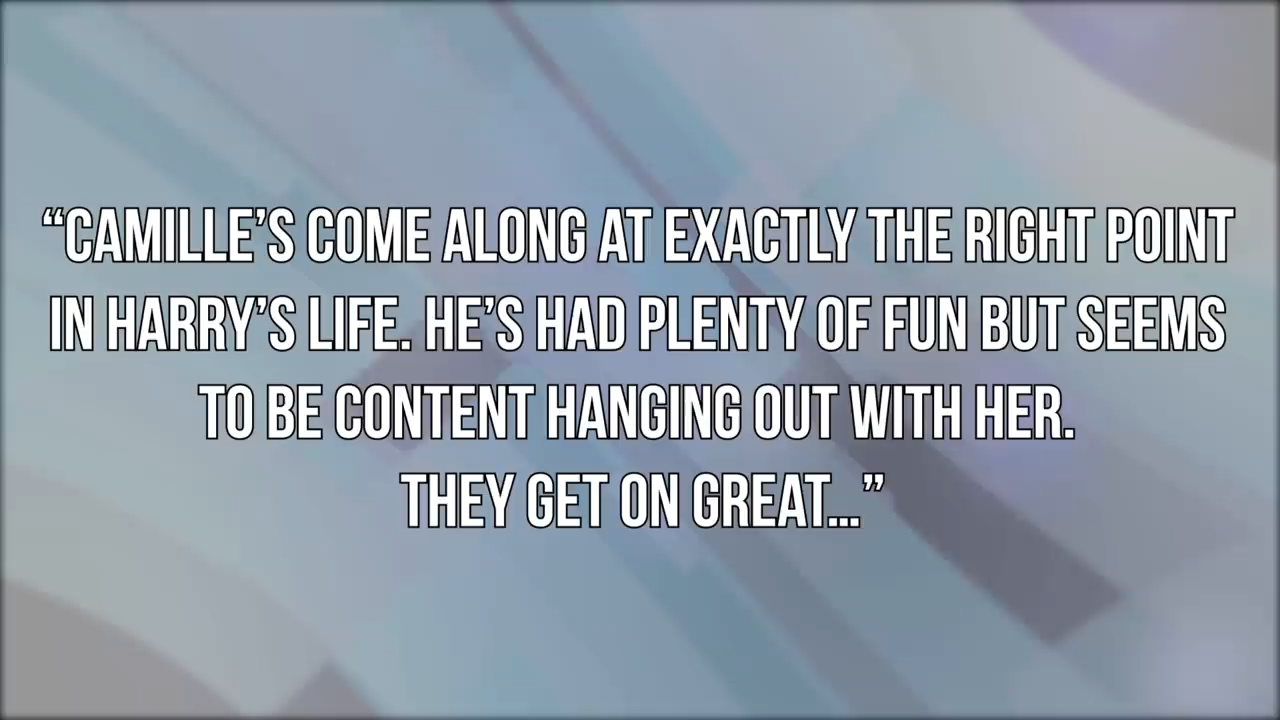 “CAMILLE’S COME ALONG AT EXACTLY THE RIGHT POINT
IN HARRY’S LIFE. HE’S HAD PLENTY OF FUN BUT SEEMS
TO BE CONTENT HANGING OUT WITH HER.
THEY GET ON GREAT...”